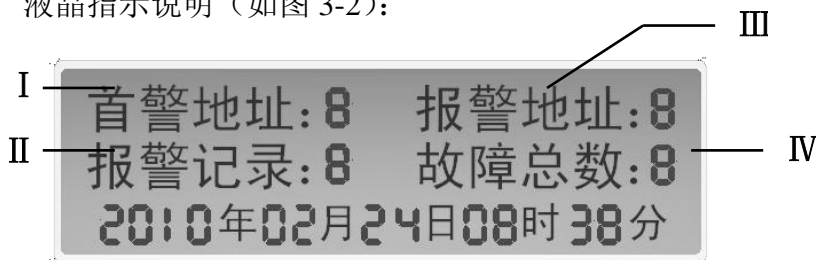 液晶指示说明（如图 3-2）：
Ⅲ
Ⅰ 首警地址:8 报警地址:8
Ⅱ 报警记录:8 故障总数:8 Ⅳ
2010年02月24日08时38分